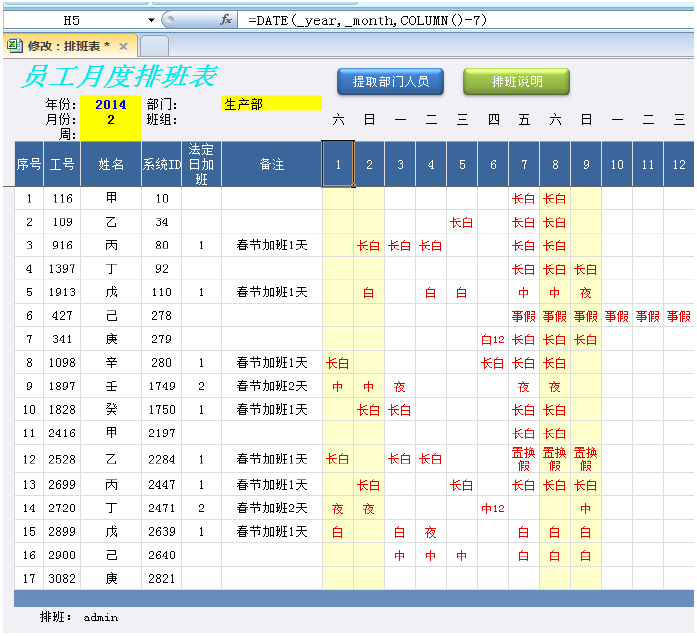 H5 fx =DATE(_year,_month,COLUMN()-7)
修改：排班表 * ×
员工月度排班表 提取部门人员 排班说明
年份: 2014 部门: 生产部
月份: 2 班组: 六 日 一 二 三 四 五 六 日 一 二 三
周:
序号 工号 姓名 系统ID 法定日加班 备注 1 2 3 4 5 6 7 8 9 10 11 12
1 116 甲 10 长白 长白
2 109 乙 34 长白 长白 长白
3 916 丙 80 1 春节加班1天 长白 长白 长白 长白 长白
4 1397 丁 92 长白 长白 长白
5 1913 戊 110 1 春节加班1天 白 白 白 中 中 夜
6 427 己 278 事假 事假 事假 事假 事假 事假
7 341 庚 279 白12 长白 长白 长白
8 1098 辛 280 1 春节加班1天 长白 长白 长白 长白
9 1897 壬 1749 2 春节加班2天 中 中 夜 夜 夜
10 1828 癸 1750 1 春节加班1天 长白 长白 长白 长白
11 2416 甲 2197 长白 长白
12 2528 乙 2284 1 春节加班1天 长白 长白 长白 置换假 置换假 置换假
13 2699 丙 2447 1 春节加班1天 长白 长白 长白 长白 长白
14 2720 丁 2471 2 春节加班2天 夜 夜 中12 中
15 2899 戊 2639 1 春节加班1天 白 白 夜 白 白 白
16 2900 己 2640 中 中 中 白 白 白
17 3082 庚 2821
排班: admin